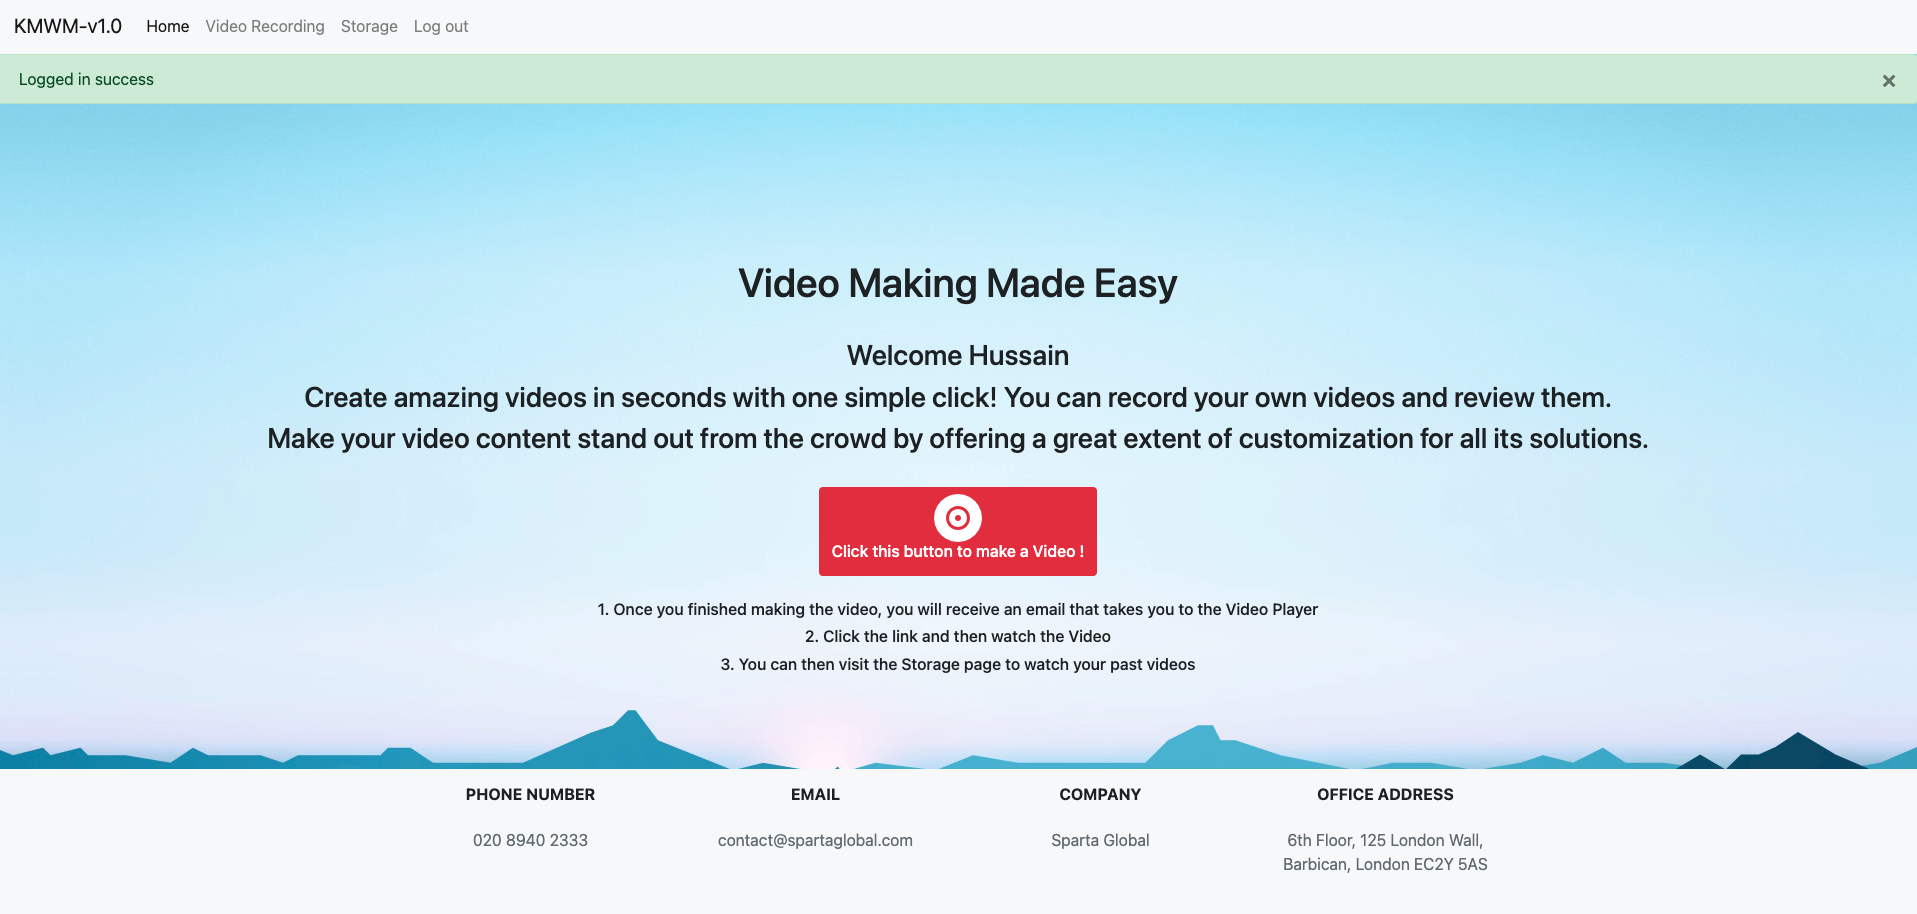 KMWM-v1.0 Home Video Recording Storage Log out
Logged in success ×
Video Making Made Easy
Welcome Hussain
Create amazing videos in seconds with one simple click! You can record your own videos and review them.
Make your video content stand out from the crowd by offering a great extent of customization for all its solutions.
Click this button to make a Video !
1. Once you finished making the video, you will receive an email that takes you to the Video Player
2. Click the link and then watch the Video
3. You can then visit the Storage page to watch your past videos
PHONE NUMBER EMAIL COMPANY OFFICE ADDRESS
020 8940 2333 contact@spartaglobal.com Sparta Global 6th Floor, 125 London Wall,
Barbican, London EC2Y 5AS